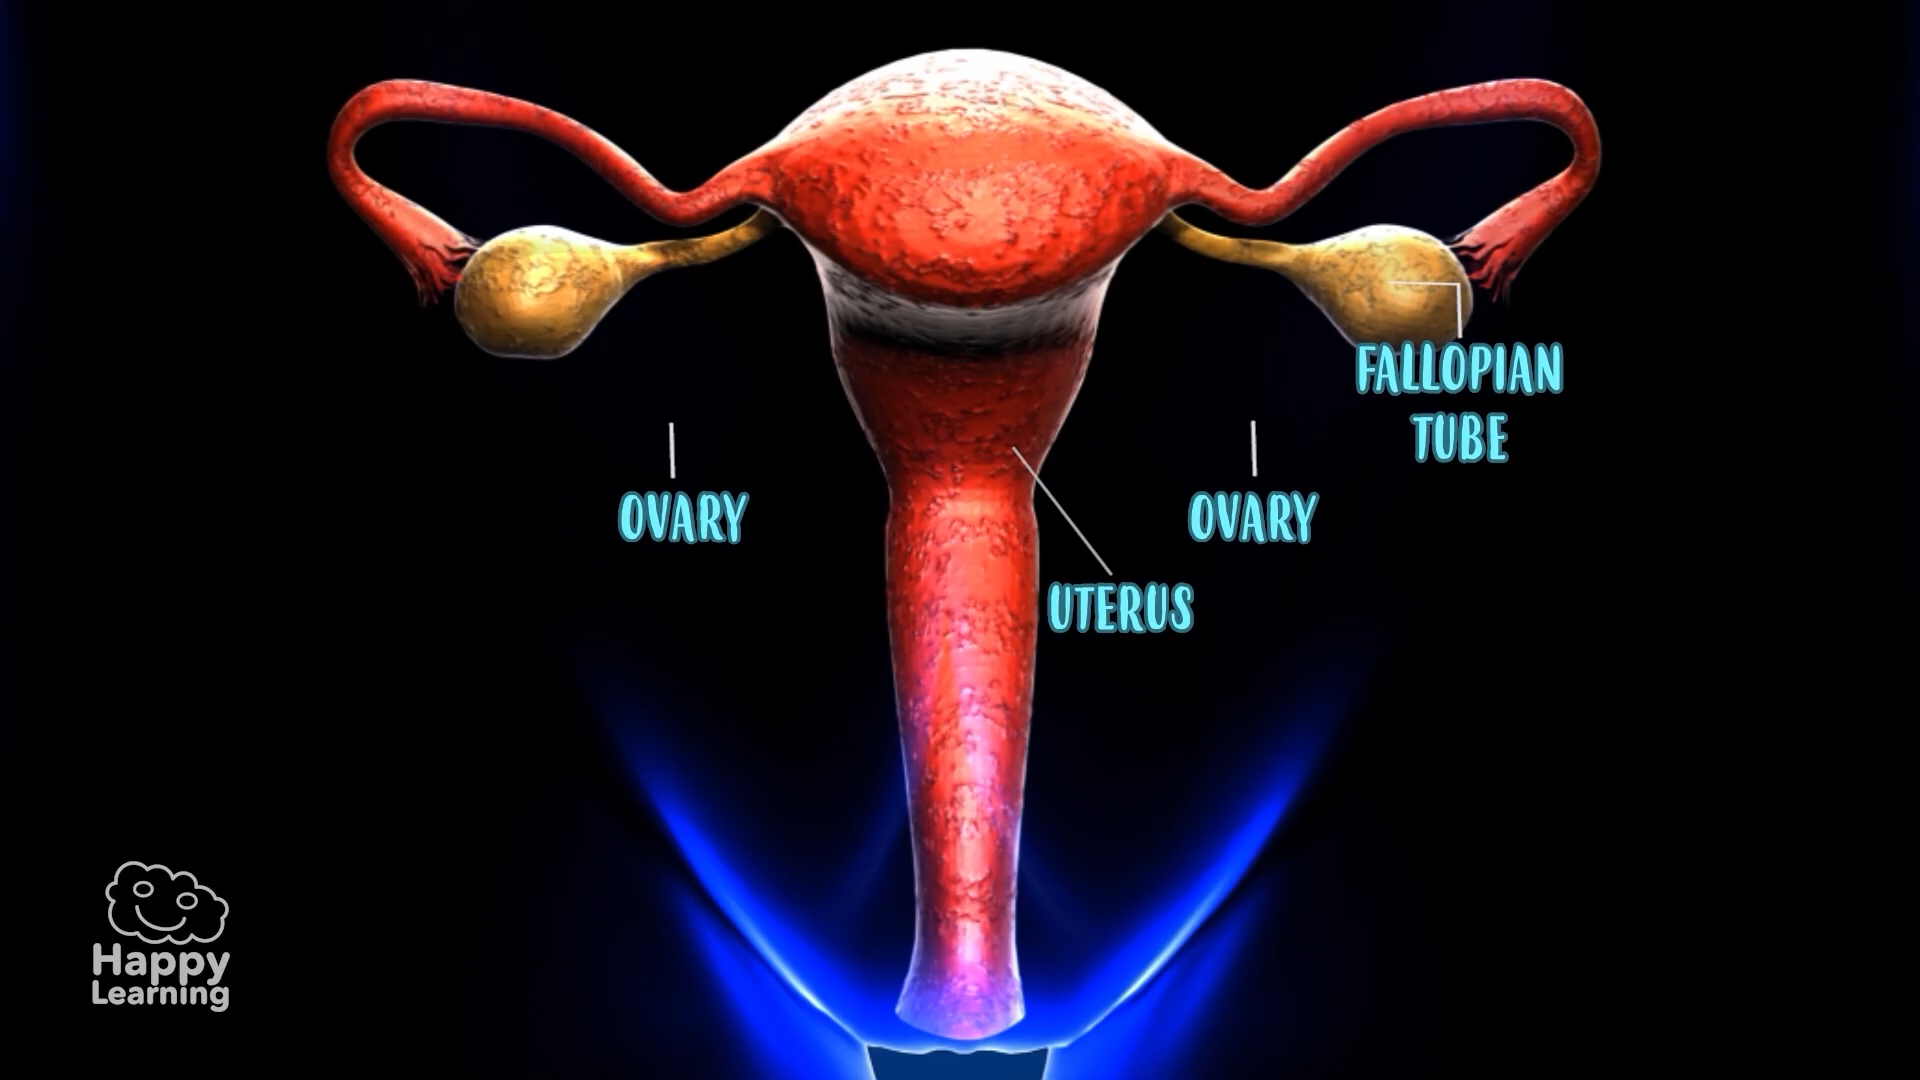 FALLOPIAN
TUBE
OVARY
OVARY
UTERUS
Happy
Learning